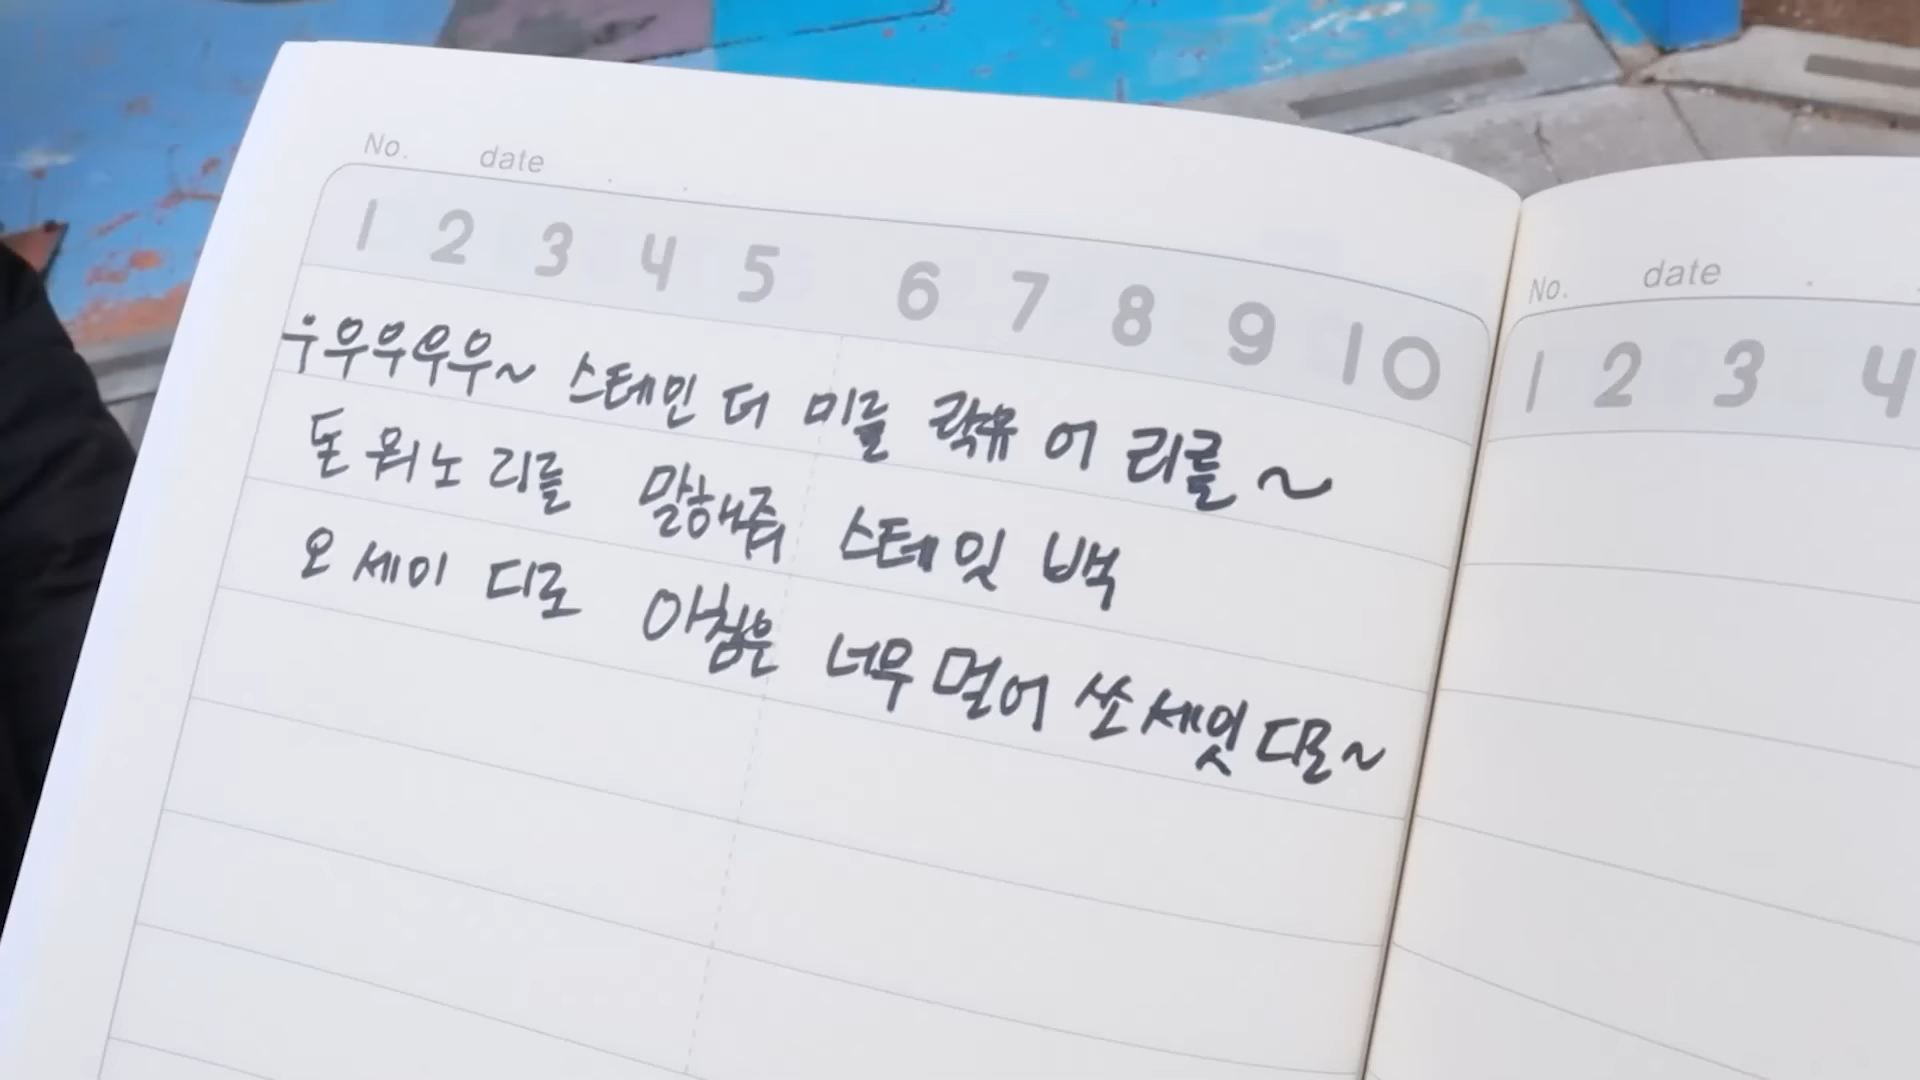 No. date . .
1 2 3 4 5 6 7 8 9 10
우우우우우~ 스테민 더 미를 락유 어 리를~
돈 워 노 리를 말해줘 스테잇 백
오 세이 디로 아침은 너무 멀어 쏘 세잇 디로~
No. date .
1 2 3 4